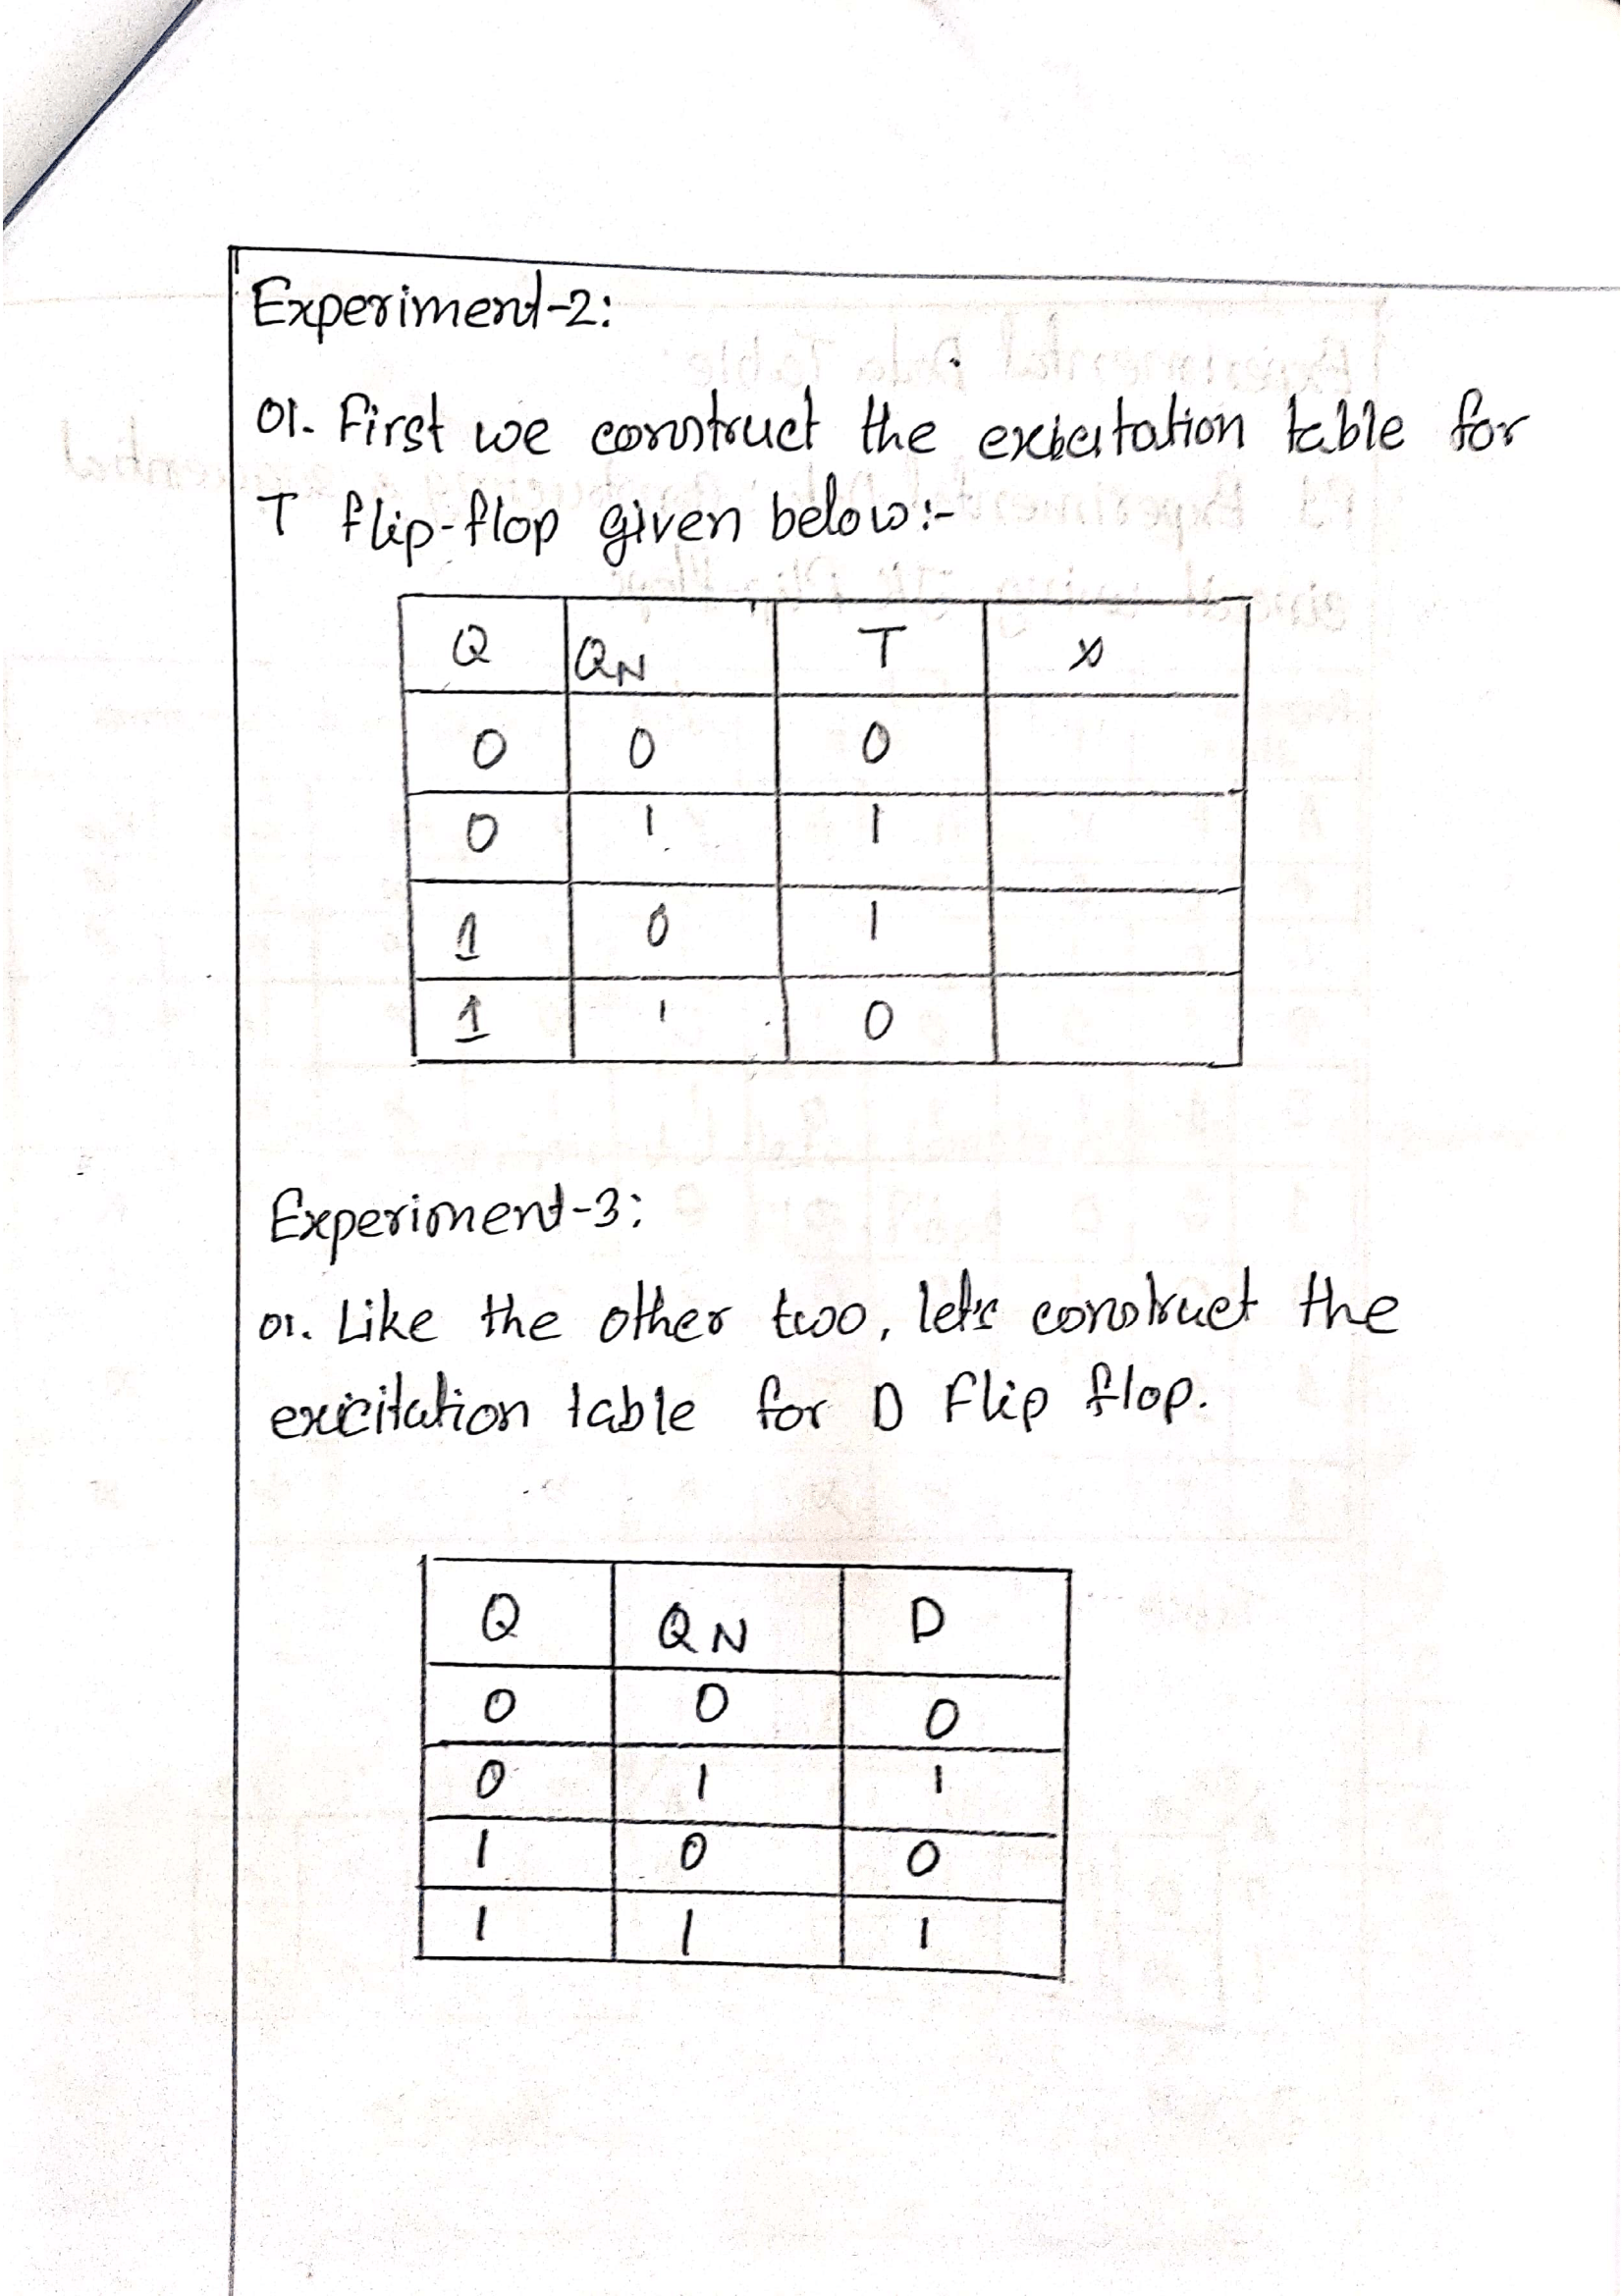 Experiment-2:
01. First we construct the excitation table for
T flip-flop given below:-
Q QN T X
0 0 0
0 1 1
1 0 1
1 1 0
Experiment-3:
01. Like the other two, let's construct the
exicitation table for D Flip flop.
Q QN D
0 0 0
0 1 1
1 0 0
1 1 1